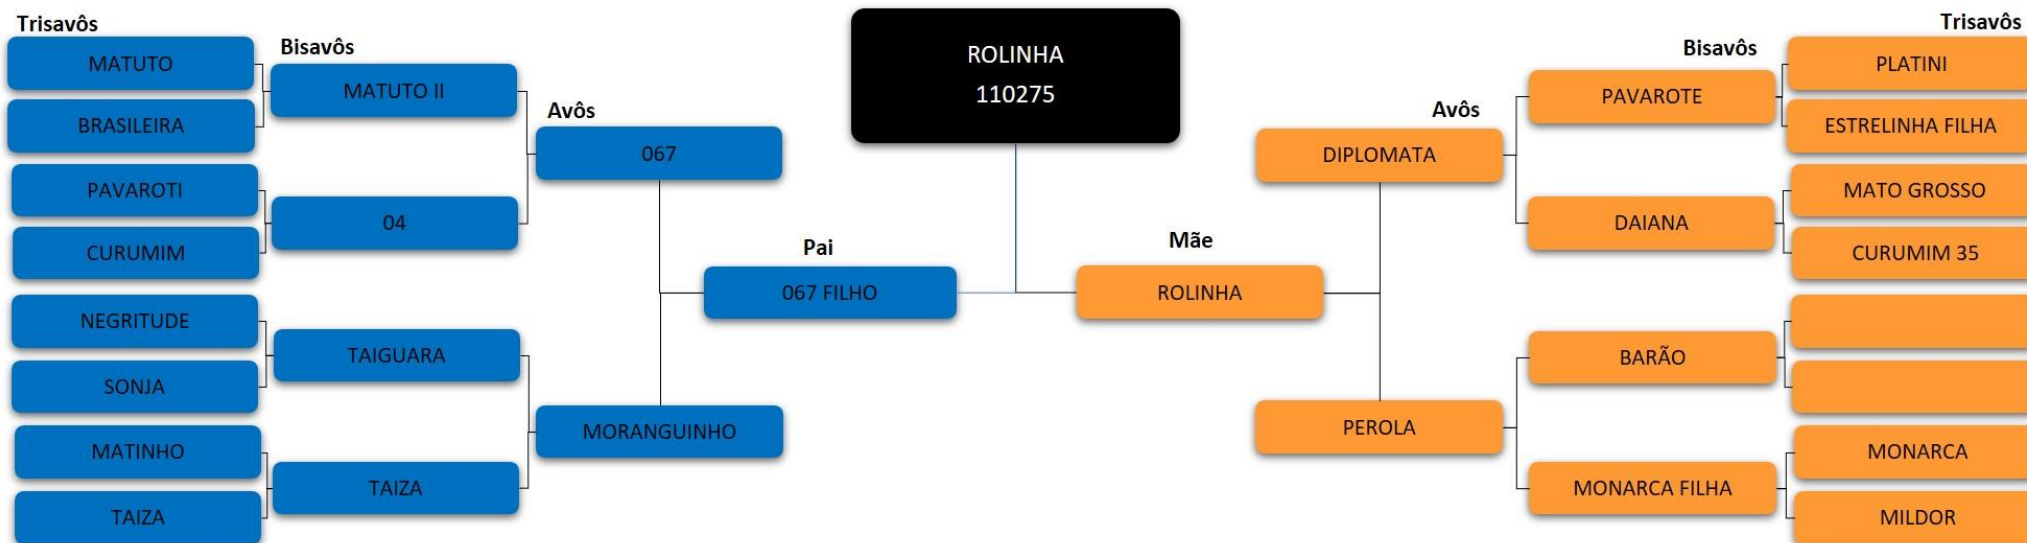 Trisavôs
MATUTO
BRASILEIRA
PAVAROTI
CURUMIM
NEGRITUDE
SONJA
MATINHO
TAIZA
Bisavôs
MATUTO II
04
TAIGUARA
TAIZA
Avôs
067
MORANGUINHO
Pai
067 FILHO
ROLINHA
110275
Mãe
ROLINHA
Avôs
DIPLOMATA
PEROLA
Bisavôs
PAVAROTE
DAIANA
BARÃO
MONARCA FILHA
Trisavôs
PLATINI
ESTRELINHA FILHA
MATO GROSSO
CURUMIM 35
MONARCA
MILDOR